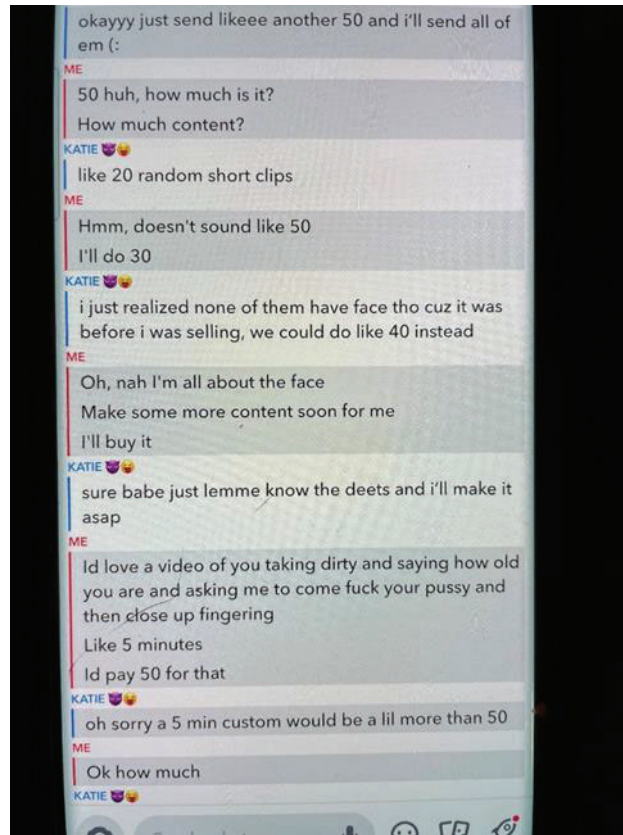 okayyy just send likeee another 50 and i'll send all of
em (:
ME
50 huh, how much is it?
How much content?
KATIE 😈😝
like 20 random short clips
ME
Hmm, doesn't sound like 50
I'll do 30
KATIE 😈😝
i just realized none of them have face tho cuz it was
before i was selling, we could do like 40 instead
ME
Oh, nah I'm all about the face
Make some more content soon for me
I'll buy it
KATIE 😈😝
sure babe just lemme know the deets and i'll make it
asap
ME
Id love a video of you taking dirty and saying how old
you are and asking me to come fuck your pussy and
then close up fingering
Like 5 minutes
Id pay 50 for that
KATIE 😈😝
oh sorry a 5 min custom would be a lil more than 50
ME
Ok how much
KATIE 😈😝